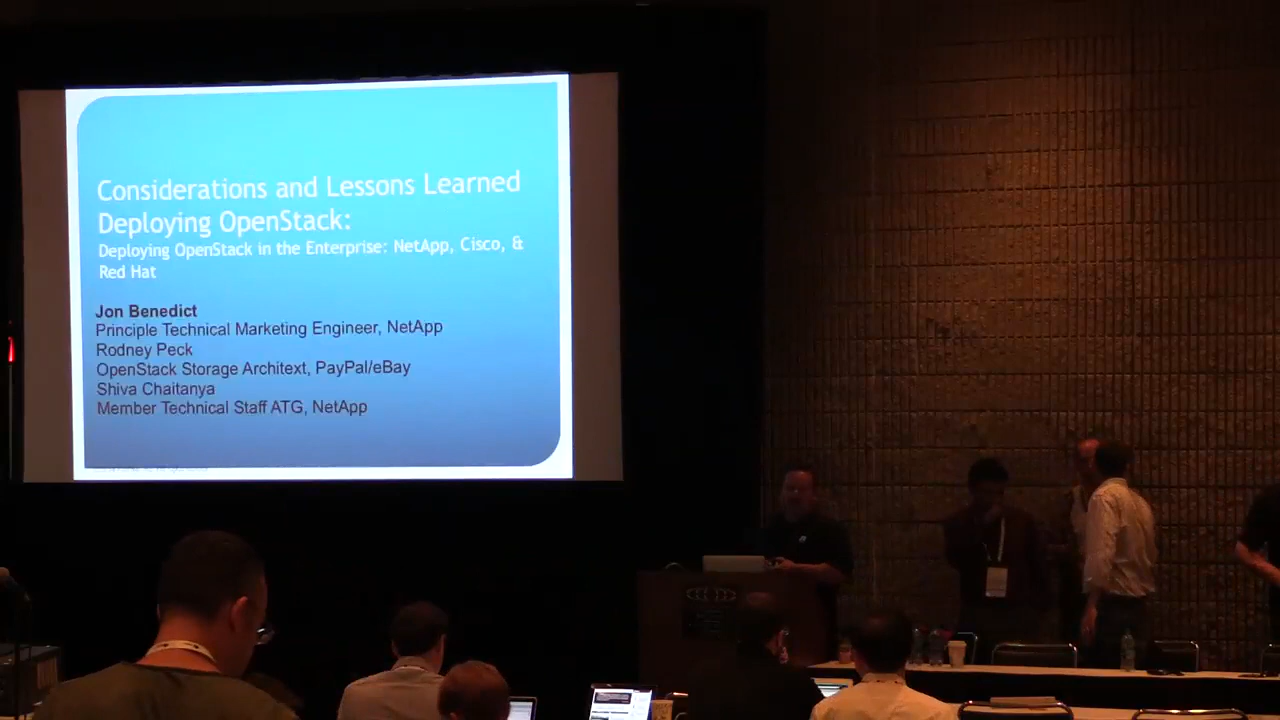 Considerations and Lessons Learned
Deploying OpenStack:
Deploying OpenStack in the Enterprise: NetApp, Cisco, &
Red Hat
Jon Benedict
Principle Technical Marketing Engineer, NetApp
Rodney Peck
OpenStack Storage Architext, PayPal/eBay
Shiva Chaitanya
Member Technical Staff ATG, NetApp